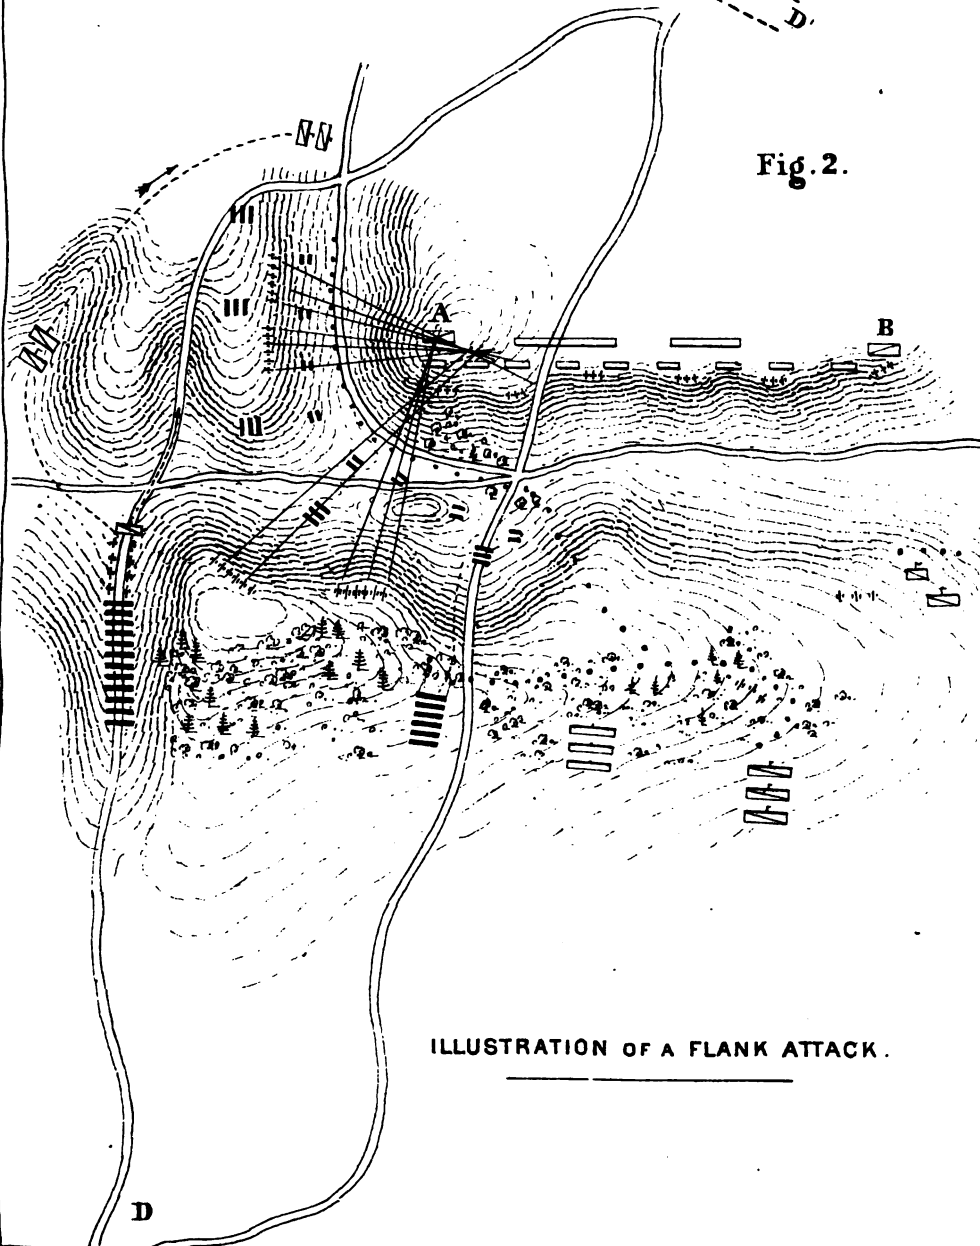 D'
Fig. 2.
A
B
ILLUSTRATION OF A FLANK ATTACK.
D